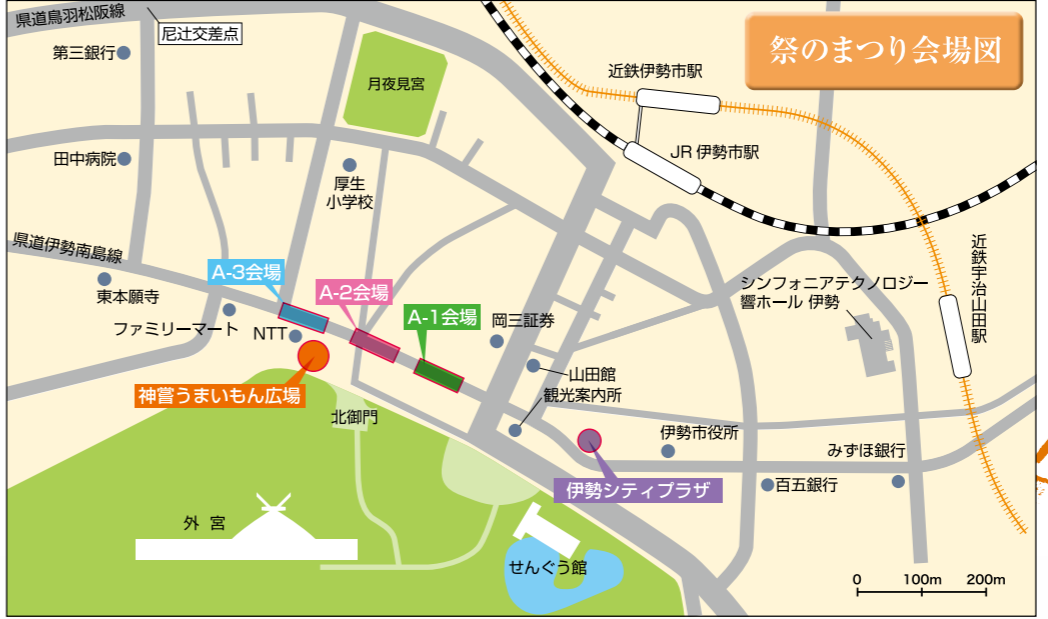 県道鳥羽松阪線
尼辻交差点
祭のまつり会場図
第三銀行
月夜見宮
近鉄伊勢市駅
JR 伊勢市駅
田中病院
厚生
小学校
県道伊勢南島線
東本願寺
A-3会場
A-2会場
A-1会場
ファミリーマート
NTT
岡三証券
シンフォニアテクノロジー
響ホール 伊勢
近鉄宇治山田駅
神嘗うまいもん広場
北御門
山田館
観光案内所
伊勢市役所
みずほ銀行
伊勢シティプラザ
百五銀行
外 宮
せんぐう館
0 100m 200m